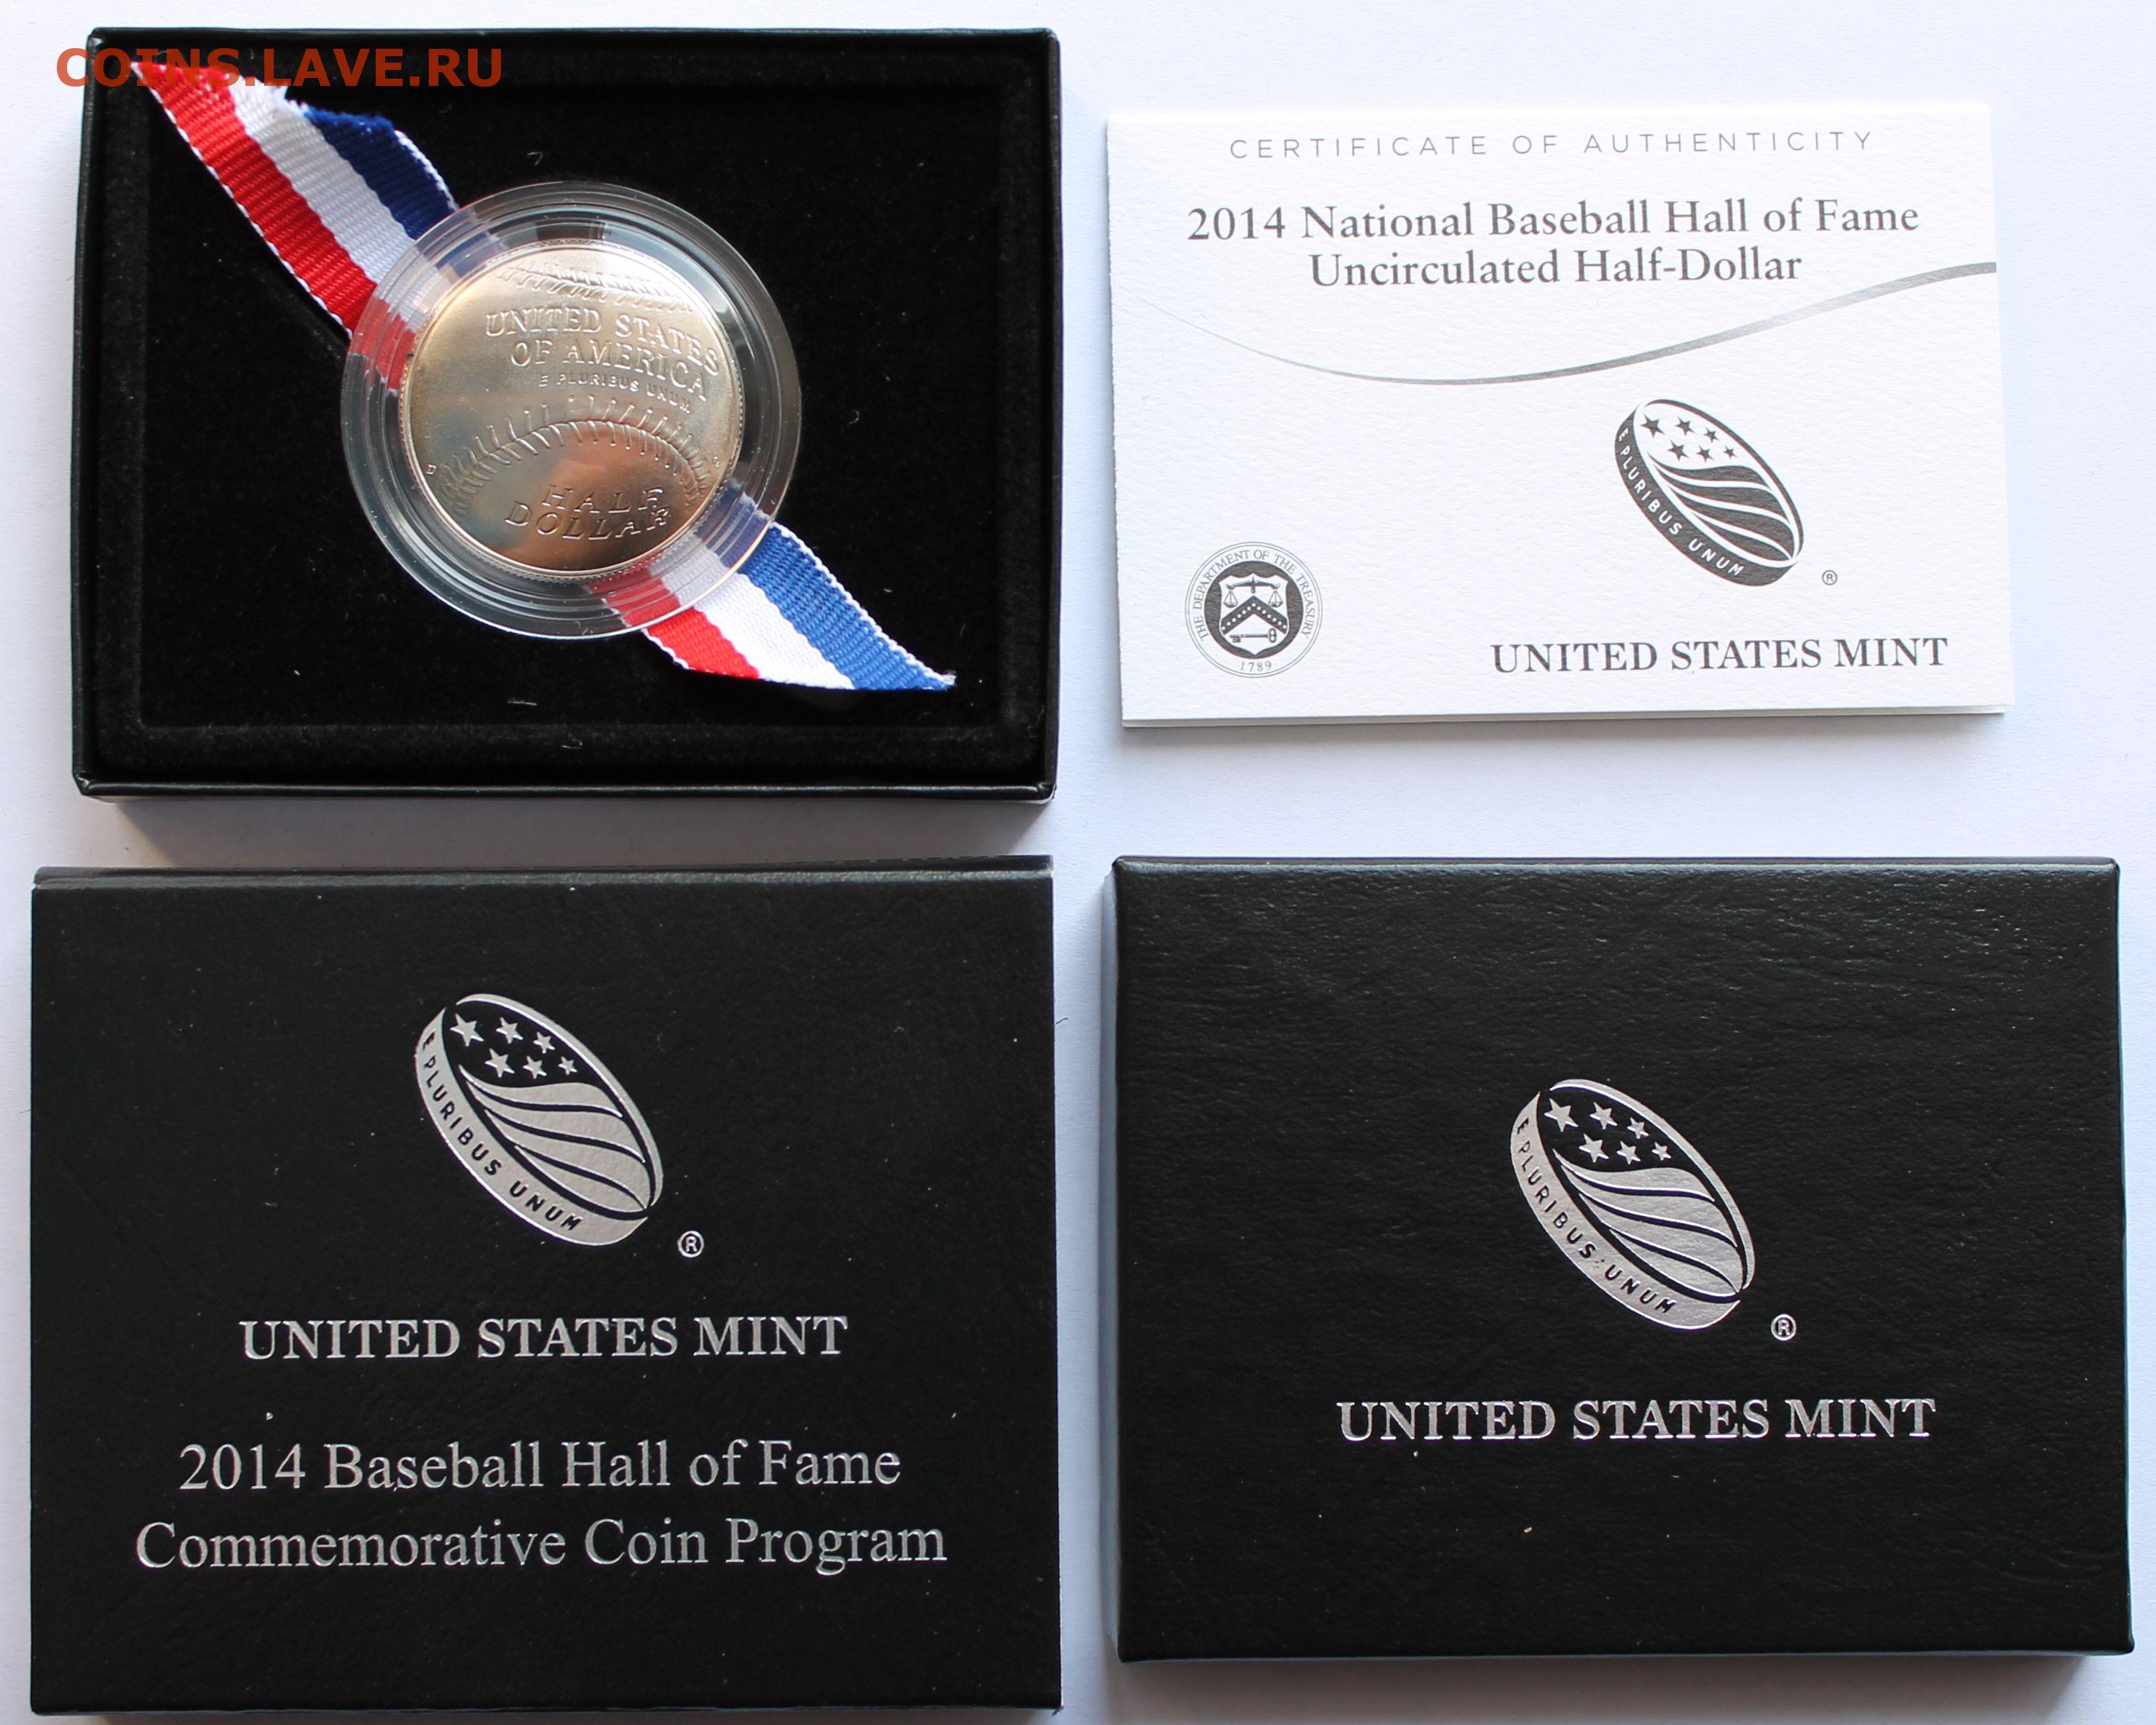 COINS.LAVE.RU
UNITED STATES
OF AMERICA
E PLURIBUS UNUM
HALF
DOLLAR
CERTIFICATE OF AUTHENTICITY
2014 National Baseball Hall of Fame
Uncirculated Half-Dollar
E PLURIBUS UNUM
®
THE DEPARTMENT OF THE TREASURY
1789
UNITED STATES MINT
E PLURIBUS UNUM
®
UNITED STATES MINT
2014 Baseball Hall of Fame
Commemorative Coin Program
E PLURIBUS UNUM
®
UNITED STATES MINT